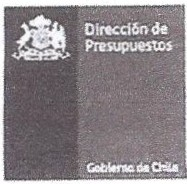 Dirección de
Presupuestos
Gobierno de Chile